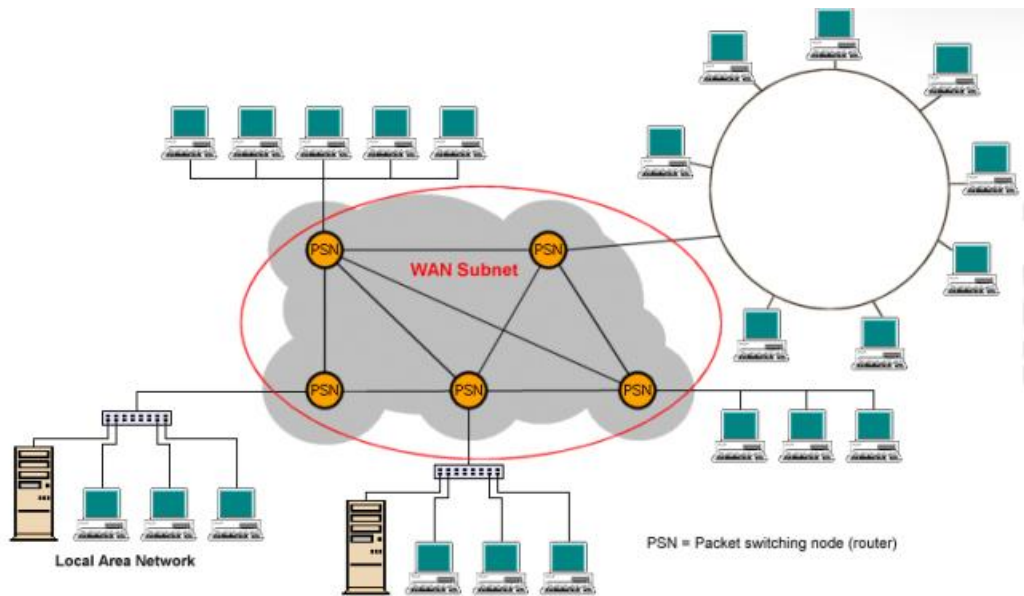 PSN
PSN
WAN Subnet
PSN
PSN
PSN
Local Area Network
PSN = Packet switching node (router)